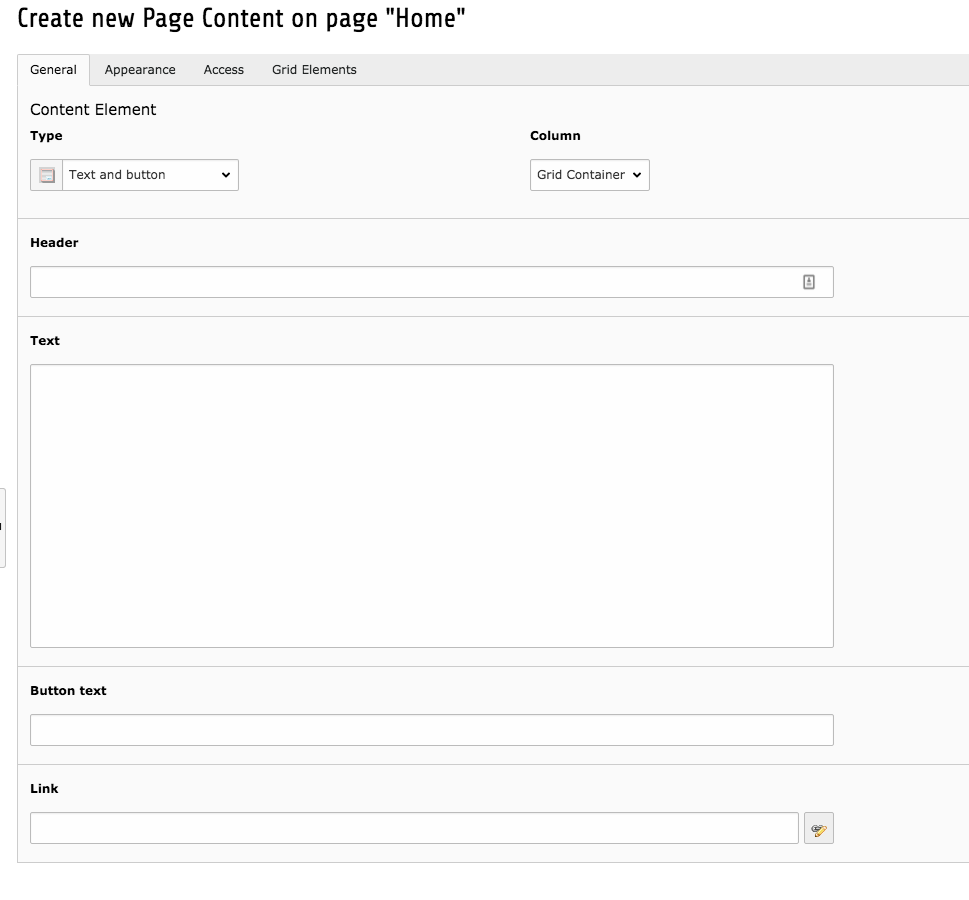 Create new Page Content on page "Home"
General Appearance Access Grid Elements
Content Element
Type Column
Text and button Grid Container
Header
Text
Button text
Link